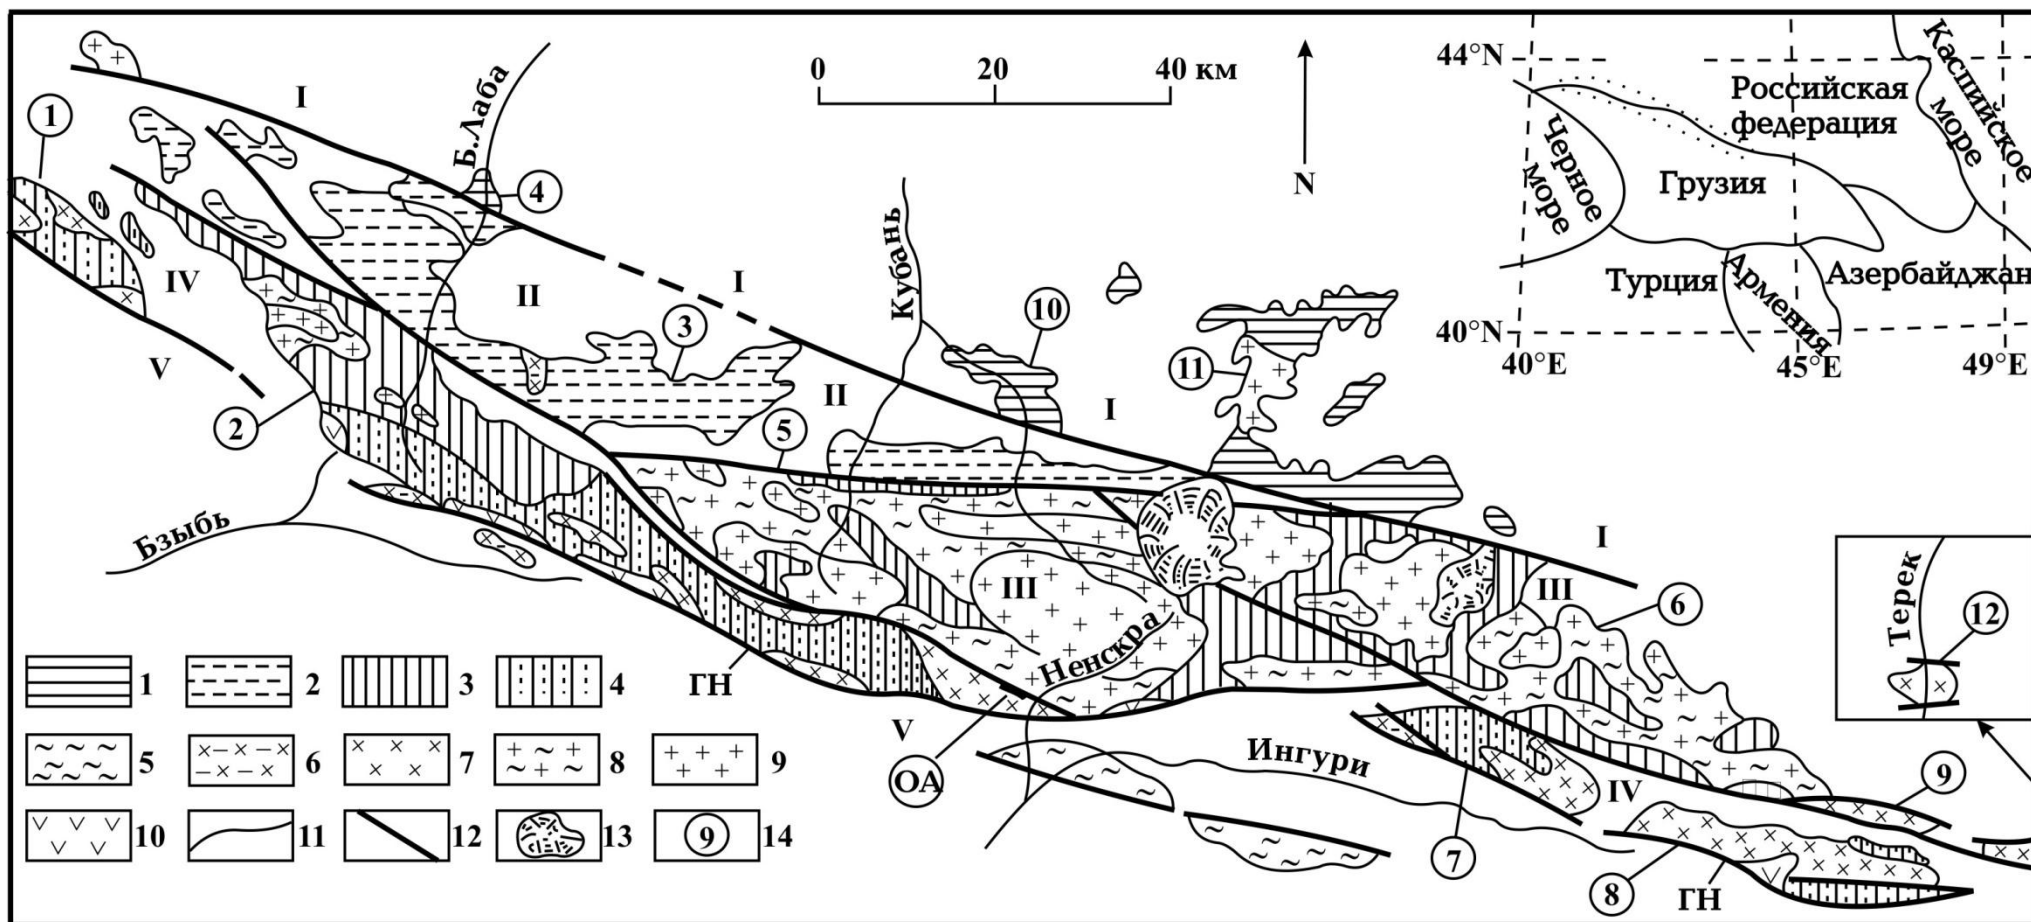 0 20 40 км
N
44°N
Российская
федерация
Каспийское
море
Черное
море
Грузия
Турция
Армения
Азербайджан
40°N
40°E
45°E
49°E
I
Б.Лаба
1
4
IV
II
I
3
Кубань
10
11
V
2
5
II
I
Бзыбь
III
III
I
6
Ненскра
Терек
12
ГН
V
ОА
Ингури
7
IV
9
8
ГН
1
2
3
4
5
6
7
8
9
10
11
12
13
9
14